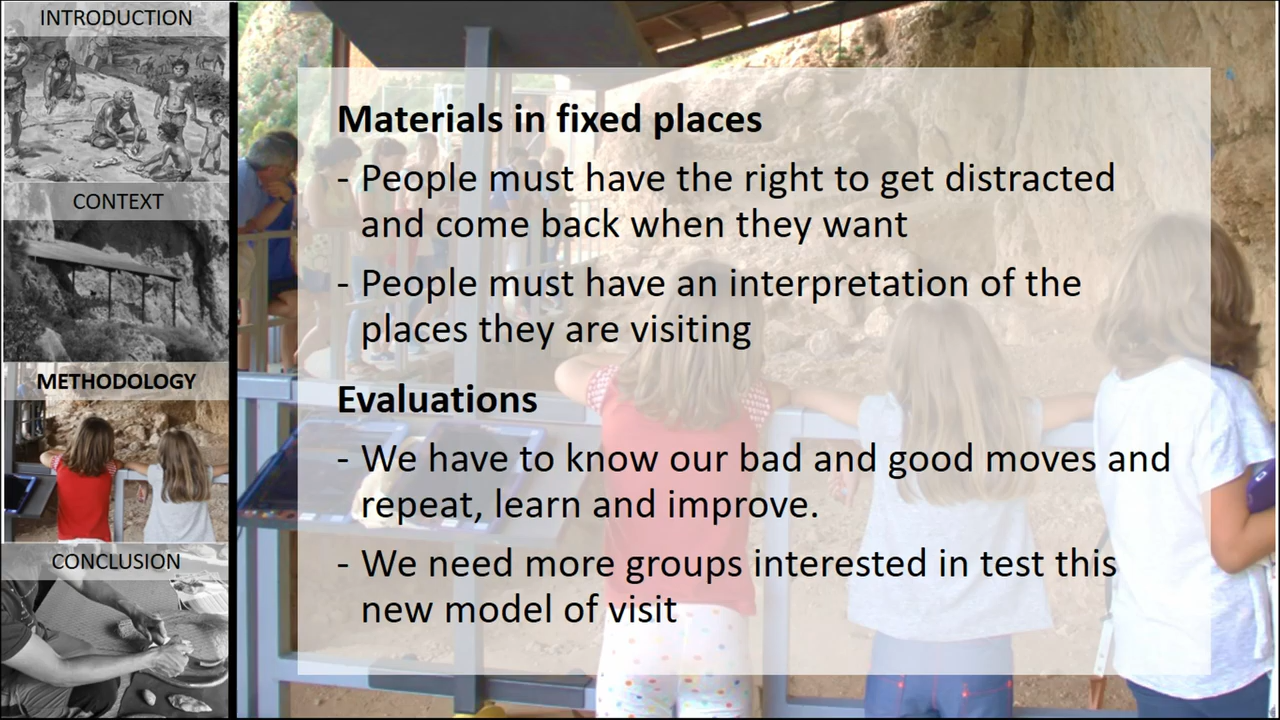 INTRODUCTION
CONTEXT
METHODOLOGY
CONCLUSION
Materials in fixed places
- People must have the right to get distracted
and come back when they want
- People must have an interpretation of the
places they are visiting
Evaluations
- We have to know our bad and good moves and
repeat, learn and improve.
- We need more groups interested in test this
new model of visit